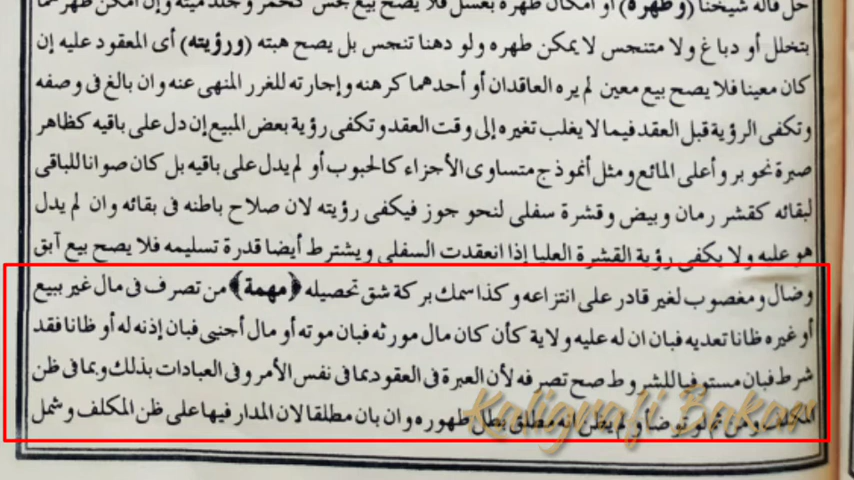 حل قاله شيخنا (وطهره) أو امكان طهره بغسل فلا يصح بيع نجس كخمر وجلد ميتة وإن أمكن طهرهما
بتخلل أو دباغ ولا متنجس لا يمكن طهره ولو دهنا تنجس بل يصح هبته (ورؤيته) أى المعقود عليه إن
كان معينا فلا يصح بيع معين لم يره العاقدان أو أحدهما كرهنه وإجارته للغرر المنهى عنه وان بالغ فى وصفه
وتكفى الرؤية قبل العقد فيما لا يغلب تغيره إلى وقت العقد وتكفى رؤية بعض المبيع إن دل على باقيه كظاهر
صبرة نحو بر وأعلى المائع ومثل أنموذج متساوى الأجزاء كالحبوب أو لم يدل على باقيه بل كان صوانا للباقى
لبقائه كقشر رمان وبيض وقشرة سفلى لنحو جوز فيكفى رؤيته لان صلاح باطنه فى بقائه وان لم يدل
هو عليه ولا يكفى رؤية القشرة العليا إذا انعقدت السفلى ويشترط أيضا قدرة تسليمه فلا يصح بيع آبق
وضال ومغصوب لغير قادر على انتزاعه وكذا سمك بركة شق تحصيله ﴿مهمة﴾ من تصرف فى مال غير ببيع
أو غيره ظانا تعديه فبان ان له عليه ولاية كأن كان مال مورثه فبان موته أو مال أجنبى فبان إذنه له أو ظانا فقد
شرط فبان مستوفيا للشروط صح تصرفه لأن العبرة فى العقود بما فى نفس الأمر وفى العبادات بذلك وبما فى ظن
المكلف ومن ثم لو توضأ ولم يظن انه مطلق بطل طهوره وان بان مطلقا لان المدار فيها على ظن المكلف وشمل
Kaligrafi Bakar